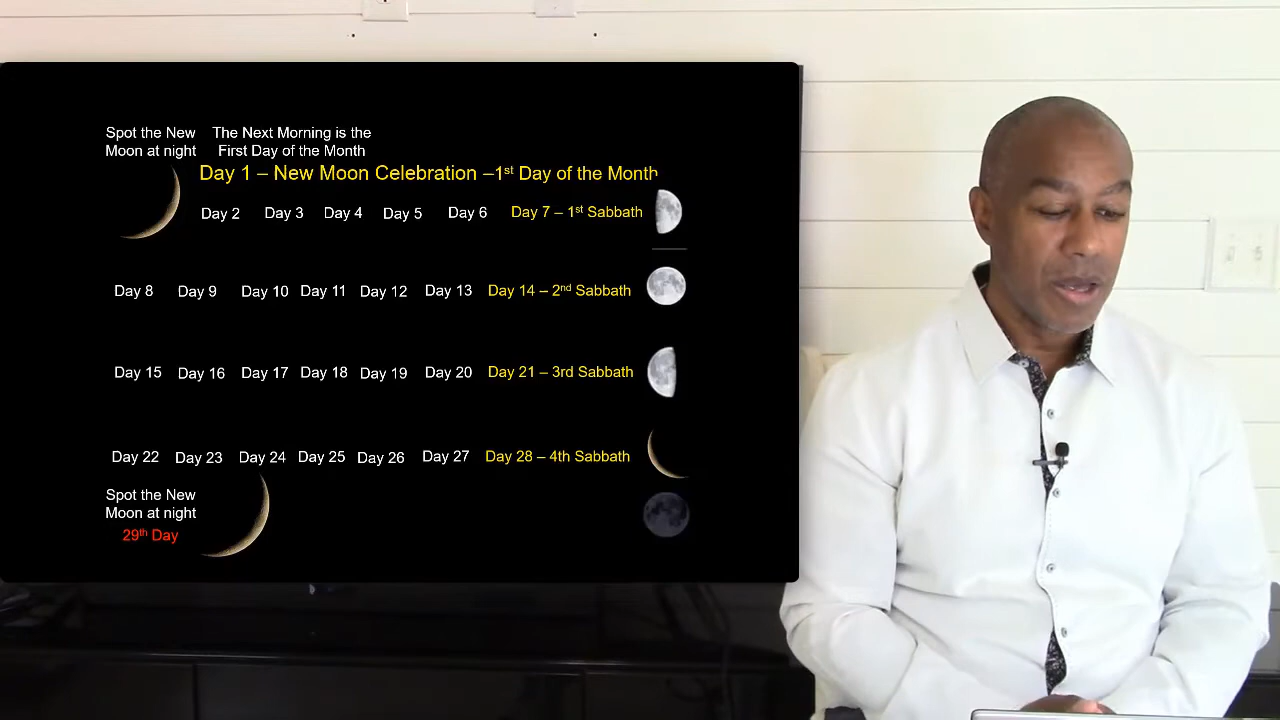 Spot the New The Next Morning is the
Moon at night First Day of the Month
Day 1 – New Moon Celebration –1st Day of the Month
Day 2 Day 3 Day 4 Day 5 Day 6 Day 7 – 1st Sabbath
Day 8 Day 9 Day 10 Day 11 Day 12 Day 13 Day 14 – 2nd Sabbath
Day 15 Day 16 Day 17 Day 18 Day 19 Day 20 Day 21 – 3rd Sabbath
Day 22 Day 23 Day 24 Day 25 Day 26 Day 27 Day 28 – 4th Sabbath
Spot the New
Moon at night
29th Day